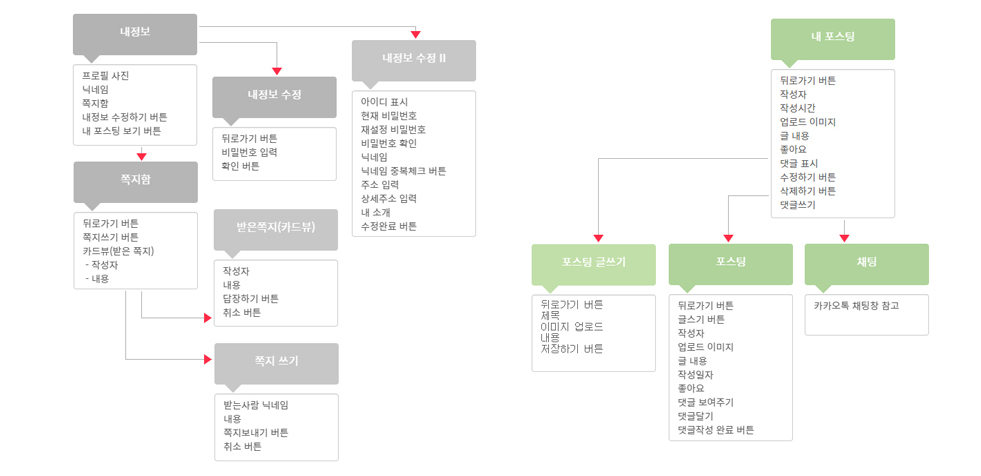 내정보
프로필 사진
닉네임
쪽지함
내정보 수정하기 버튼
내 포스팅 보기 버튼
내정보 수정
뒤로가기 버튼
비밀번호 입력
확인 버튼
내정보 수정 II
아이디 표시
현재 비밀번호
재설정 비밀번호
비밀번호 확인
닉네임
닉네임 중복체크 버튼
주소 입력
상세주소 입력
내 소개
수정완료 버튼
쪽지함
뒤로가기 버튼
쪽지쓰기 버튼
카드뷰(받은 쪽지)
- 작성자
- 내용
받은쪽지(카드뷰)
작성자
내용
답장하기 버튼
취소 버튼
쪽지 쓰기
받는사람 닉네임
내용
쪽지보내기 버튼
취소 버튼
내 포스팅
뒤로가기 버튼
작성자
작성시간
업로드 이미지
글 내용
좋아요
댓글 표시
수정하기 버튼
삭제하기 버튼
댓글쓰기
포스팅 글쓰기
뒤로가기 버튼
제목
이미지 업로드
내용
저장하기 버튼
포스팅
뒤로가기 버튼
글스기 버튼
작성자
업로드 이미지
글 내용
작성일자
좋아요
댓글 보여주기
댓글달기
댓글작성 완료 버튼
채팅
카카오톡 채팅창 참고